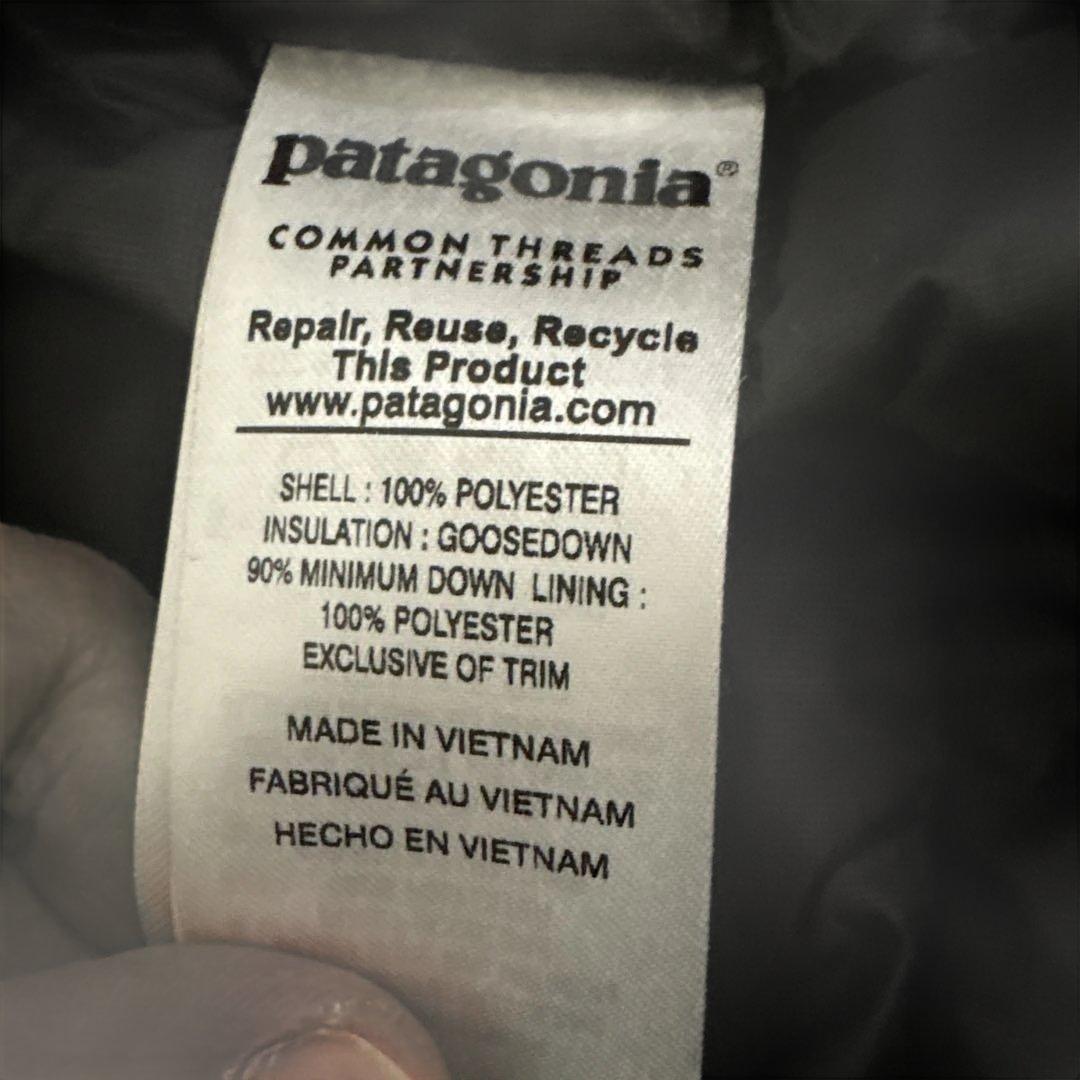 patagonia®
COMMON THREADS
PARTNERSHIP
Repair, Reuse, Recycle
This Product
www.patagonia.com
SHELL : 100% POLYESTER
INSULATION : GOOSEDOWN
90% MINIMUM DOWN LINING :
100% POLYESTER
EXCLUSIVE OF TRIM
MADE IN VIETNAM
FABRIQUÉ AU VIETNAM
HECHO EN VIETNAM